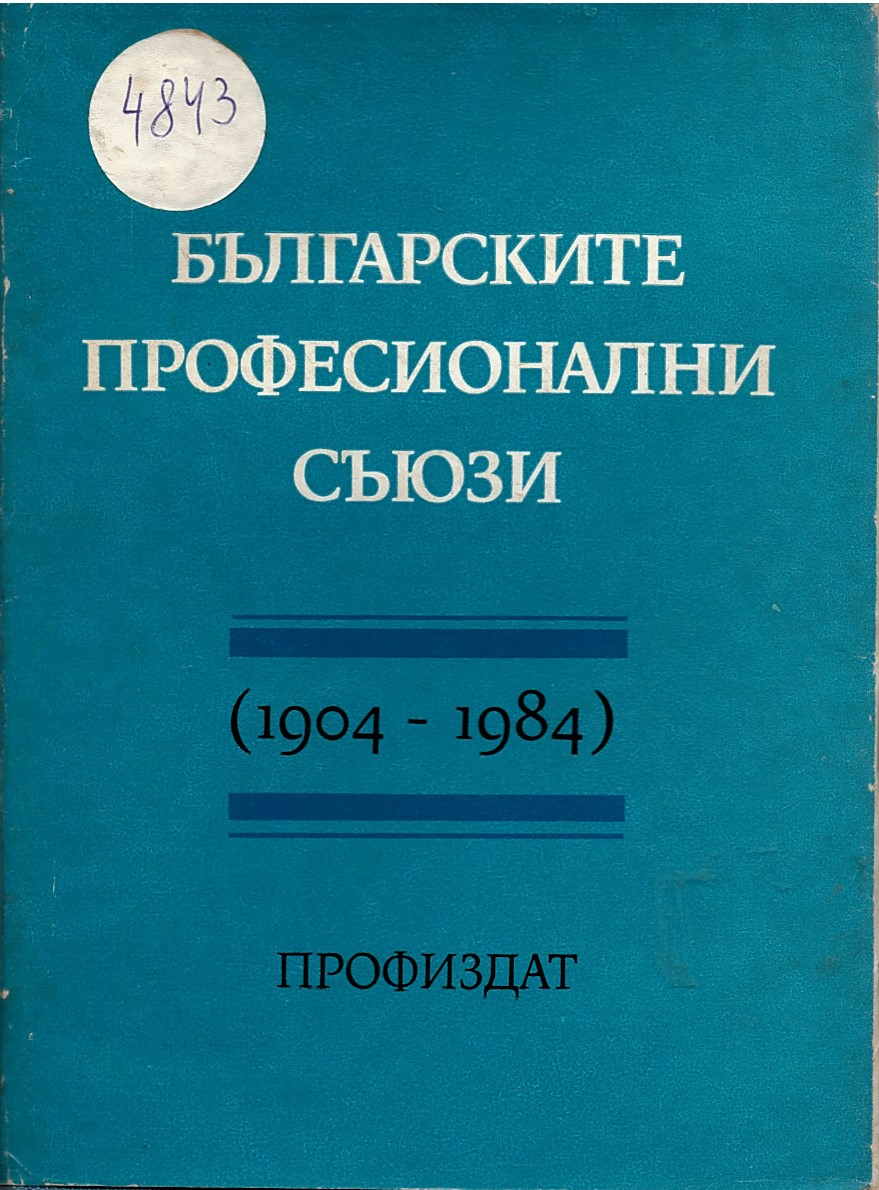 4843
БЪЛГАРСКИТЕ
ПРОФЕСИОНАЛНИ
СЪЮЗИ
(1904 - 1984)
ПРОФИЗДАТ